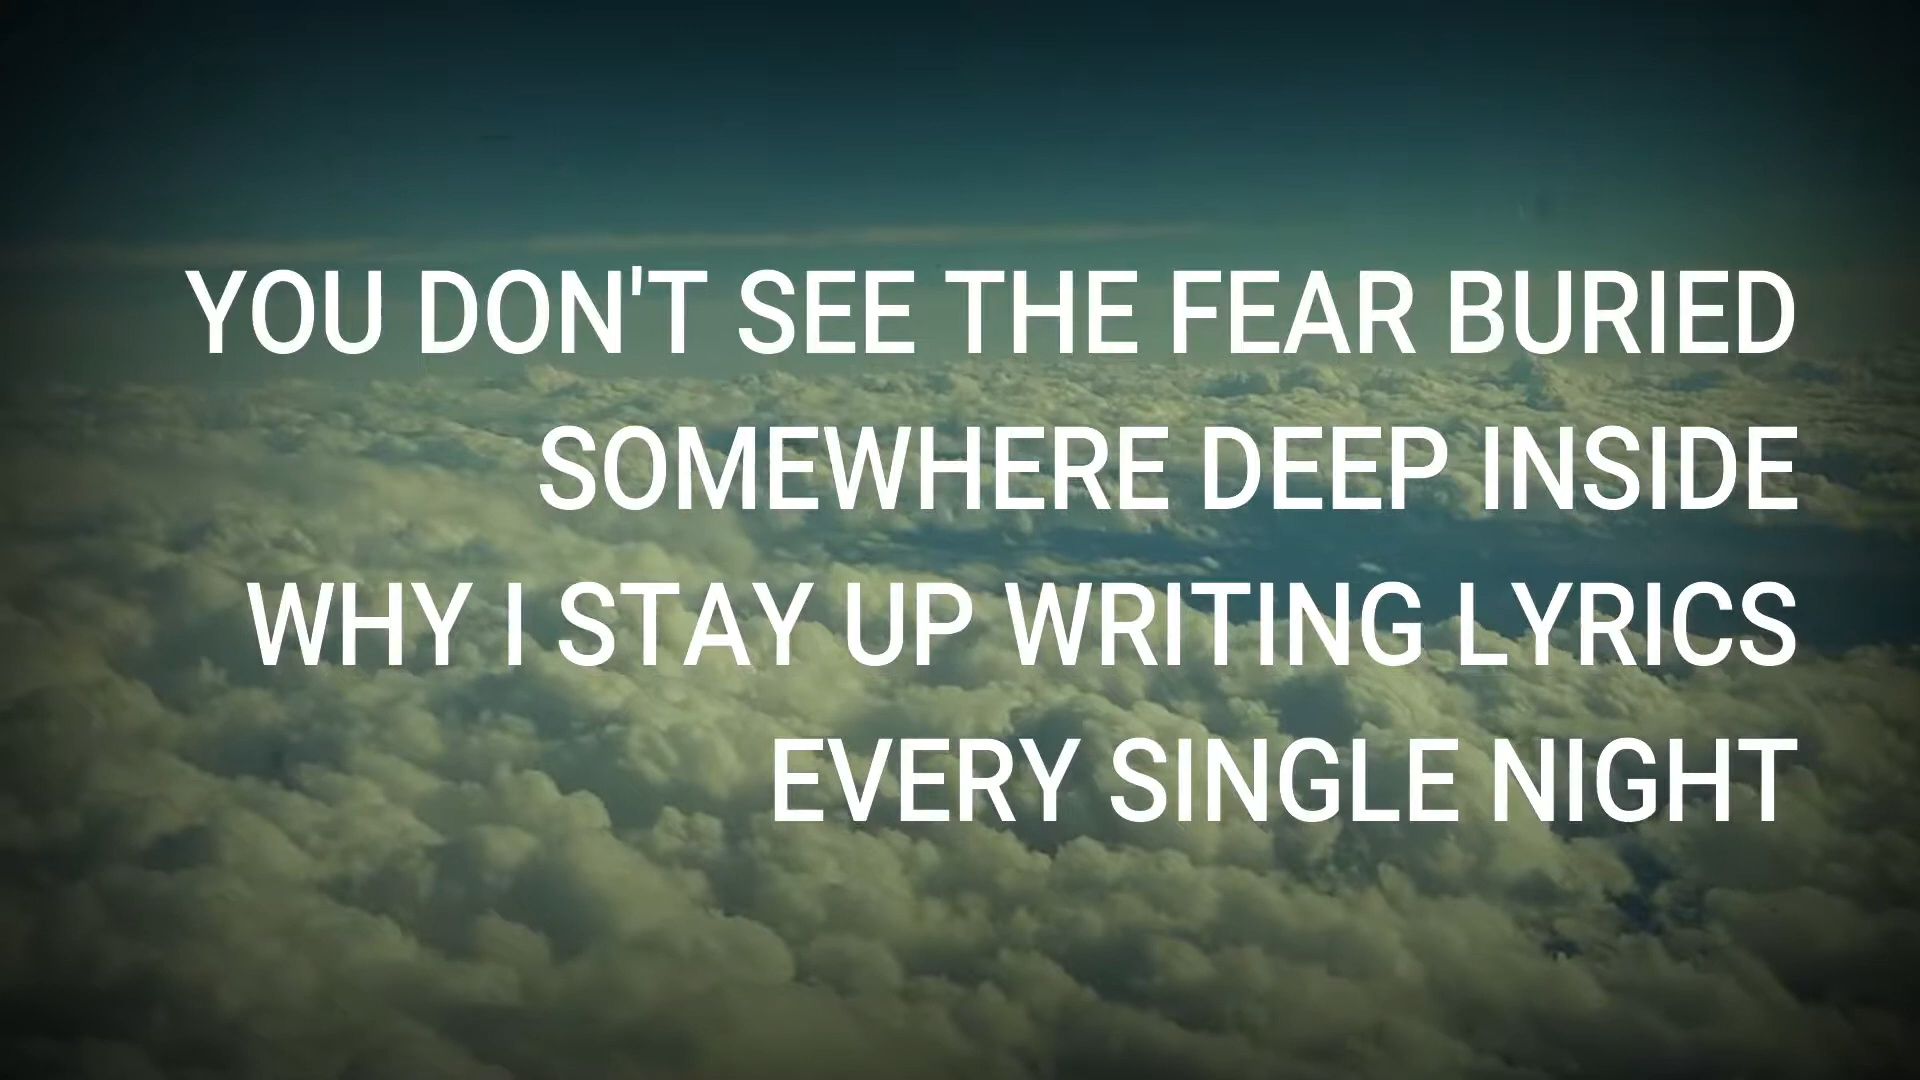 YOU DON'T SEE THE FEAR BURIED
SOMEWHERE DEEP INSIDE
WHY I STAY UP WRITING LYRICS
EVERY SINGLE NIGHT